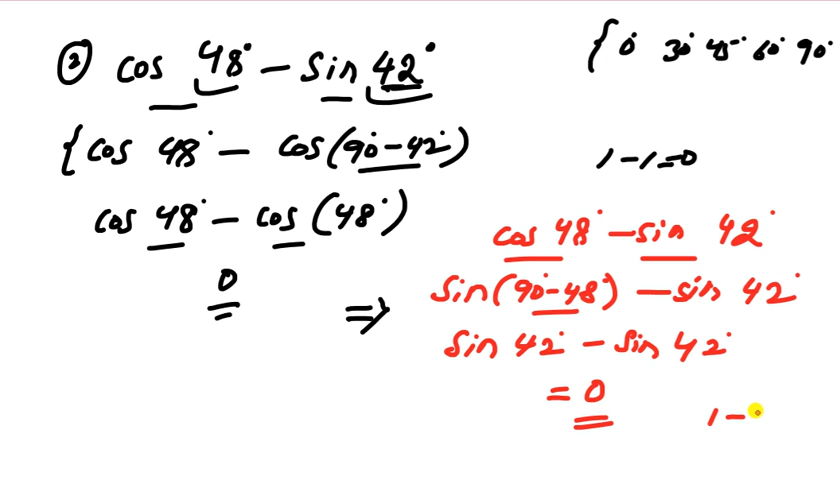 ② cos 48° – sin 42°
{ 0° 30° 45° 60° 90°
{ cos 48° – cos(90°–42°)
1–1=0
cos 48° – cos(48°)
0
⇒
cos 48° – sin 42°
sin(90°–48°) – sin 42°
sin 42° – sin 42°
= 0
1 –